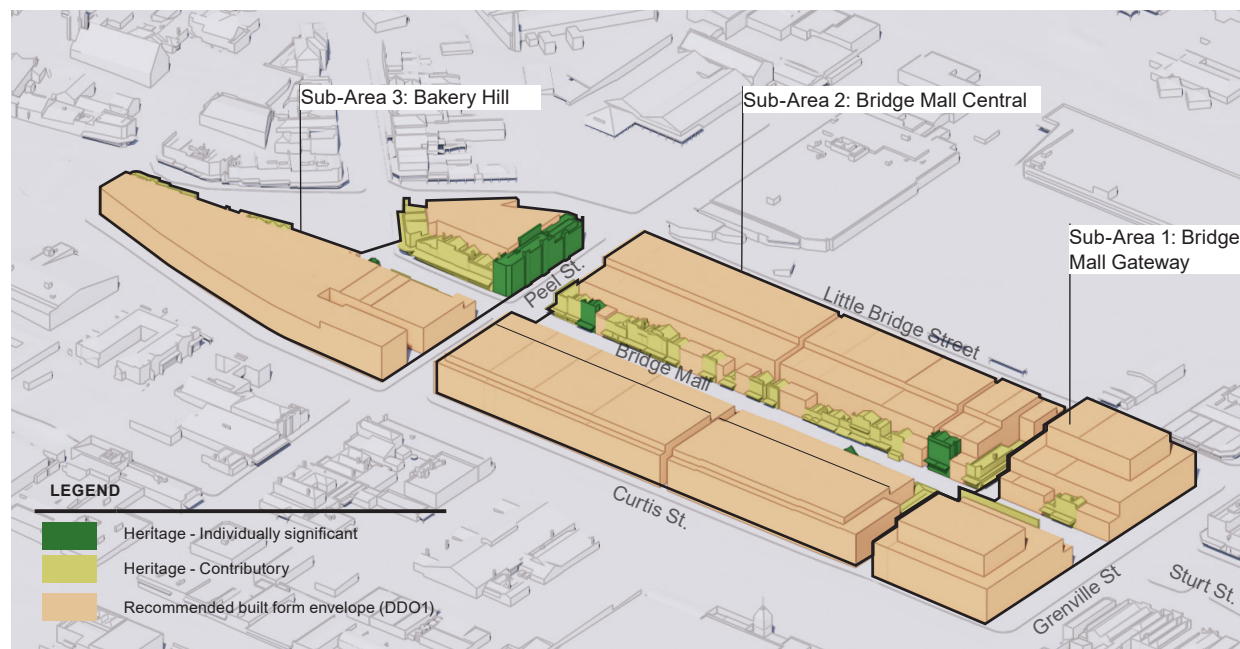 Sub-Area 3: Bakery Hill
Sub-Area 2: Bridge Mall Central
Sub-Area 1: Bridge
Mall Gateway
Peel St.
Little Bridge Street
Bridge Mall
Curtis St.
Grenville St
Sturt St.
LEGEND
Heritage - Individually significant
Heritage - Contributory
Recommended built form envelope (DDO1)